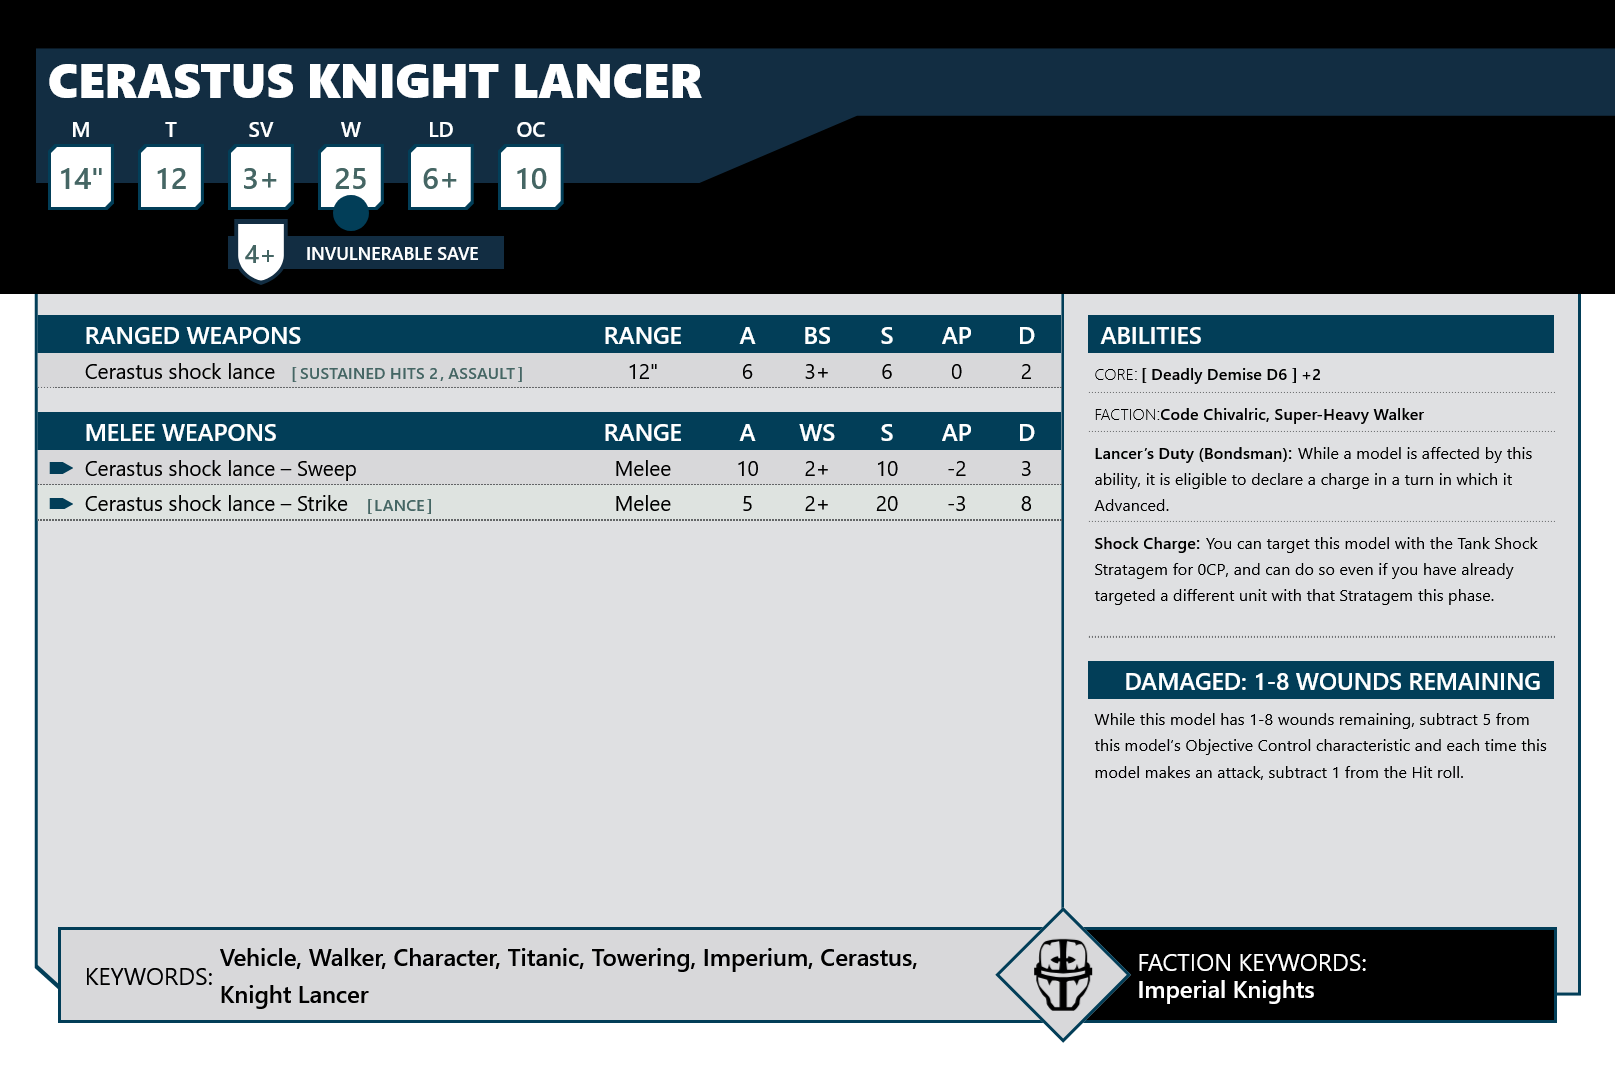 CERASTUS KNIGHT LANCER
M T SV W LD OC
14" 12 3+ 25 6+ 10
4+ INVULNERABLE SAVE
RANGED WEAPONS RANGE A BS S AP D
Cerastus shock lance [ SUSTAINED HITS 2 , ASSAULT ] 12" 6 3+ 6 0 2
MELEE WEAPONS RANGE A WS S AP D
Cerastus shock lance – Sweep Melee 10 2+ 10 -2 3
Cerastus shock lance – Strike [ LANCE ] Melee 5 2+ 20 -3 8
ABILITIES
CORE: [ Deadly Demise D6 ] +2
FACTION:Code Chivalric, Super-Heavy Walker
Lancer’s Duty (Bondsman): While a model is affected by this
ability, it is eligible to declare a charge in a turn in which it
Advanced.
Shock Charge: You can target this model with the Tank Shock
Stratagem for 0CP, and can do so even if you have already
targeted a different unit with that Stratagem this phase.
DAMAGED: 1-8 WOUNDS REMAINING
While this model has 1-8 wounds remaining, subtract 5 from
this model’s Objective Control characteristic and each time this
model makes an attack, subtract 1 from the Hit roll.
KEYWORDS: Vehicle, Walker, Character, Titanic, Towering, Imperium, Cerastus,
Knight Lancer
FACTION KEYWORDS:
Imperial Knights